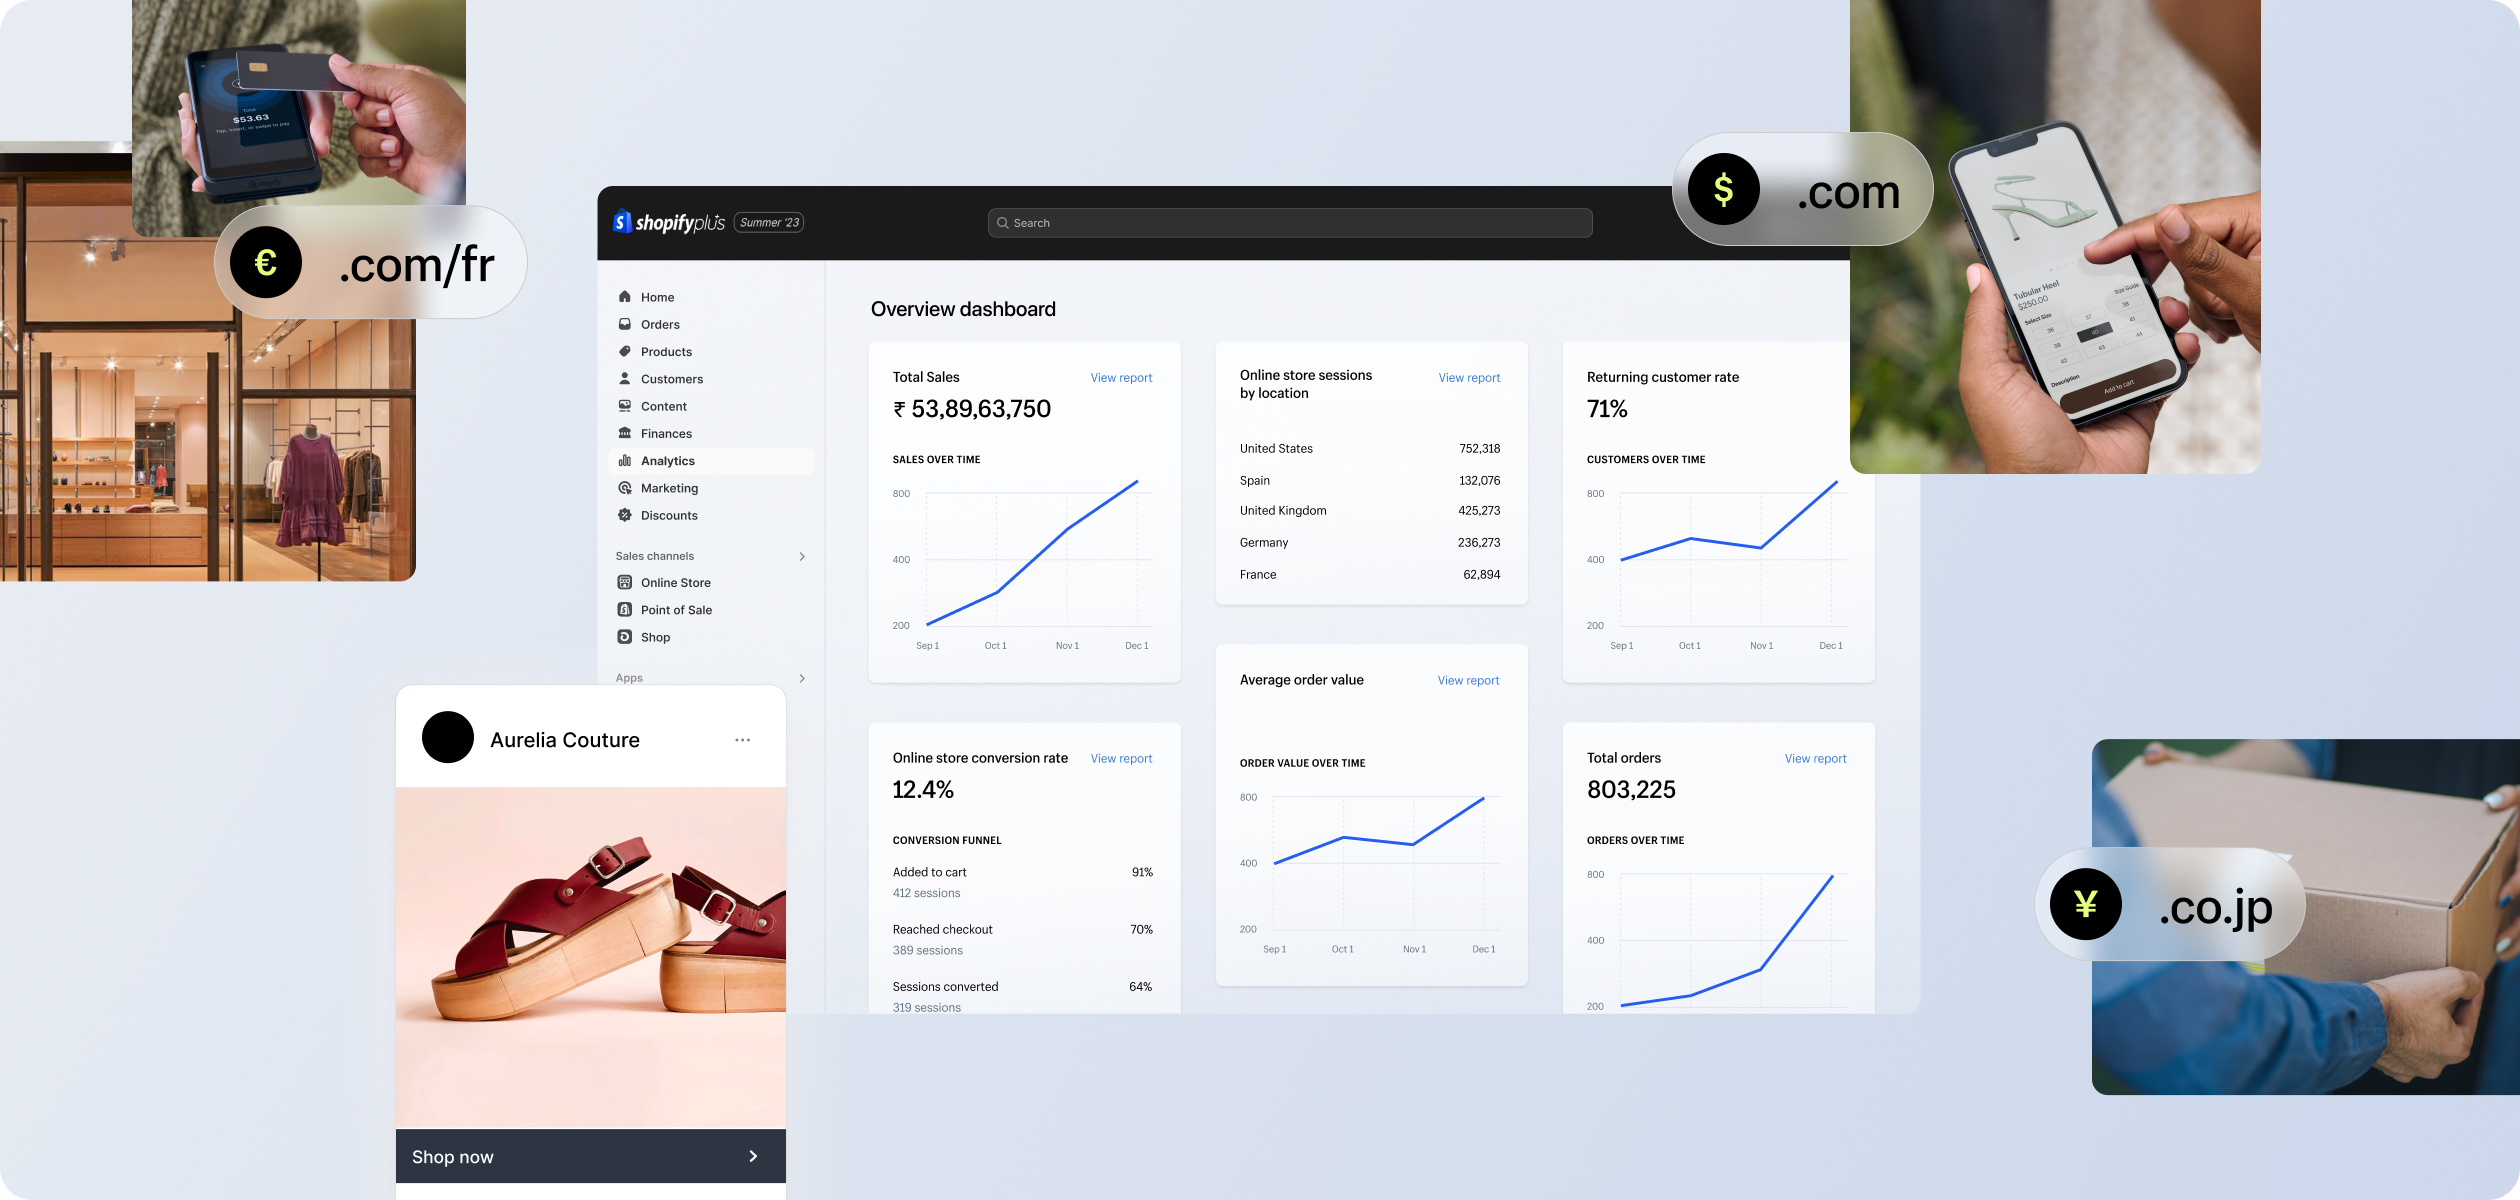 Total
$53.63
Tap, insert, or swipe to pay
shopify
€ .com/fr
$ .com
shopifyplus Summer '23
Search
Home
Orders
Products
Customers
Content
Finances
Analytics
Marketing
Discounts
Sales channels
Online Store
Point of Sale
Shop
Apps
Overview dashboard
Total Sales View report
₹ 53,89,63,750
SALES OVER TIME
800
400
200
Sep 1 Oct 1 Nov 1 Dec 1
Online store sessions
by location
View report
United States 752,318
Spain 132,076
United Kingdom 425,273
Germany 236,273
France 62,894
Returning customer rate
71%
CUSTOMERS OVER TIME
800
400
200
Sep 1 Oct 1 Nov 1 Dec 1
Online store conversion rate View report
12.4%
CONVERSION FUNNEL
Added to cart 91%
412 sessions
Reached checkout 70%
389 sessions
Sessions converted 64%
319 sessions
Average order value View report
ORDER VALUE OVER TIME
800
400
200
Sep 1 Oct 1 Nov 1 Dec 1
Total orders View report
803,225
ORDERS OVER TIME
800
400
200
Tubular Heel
$250.00
Select Size Size Guide
36 37 38
39 40 41
42 43 44
Description
Add to cart
Aurelia Couture
Shop now
¥ .co.jp